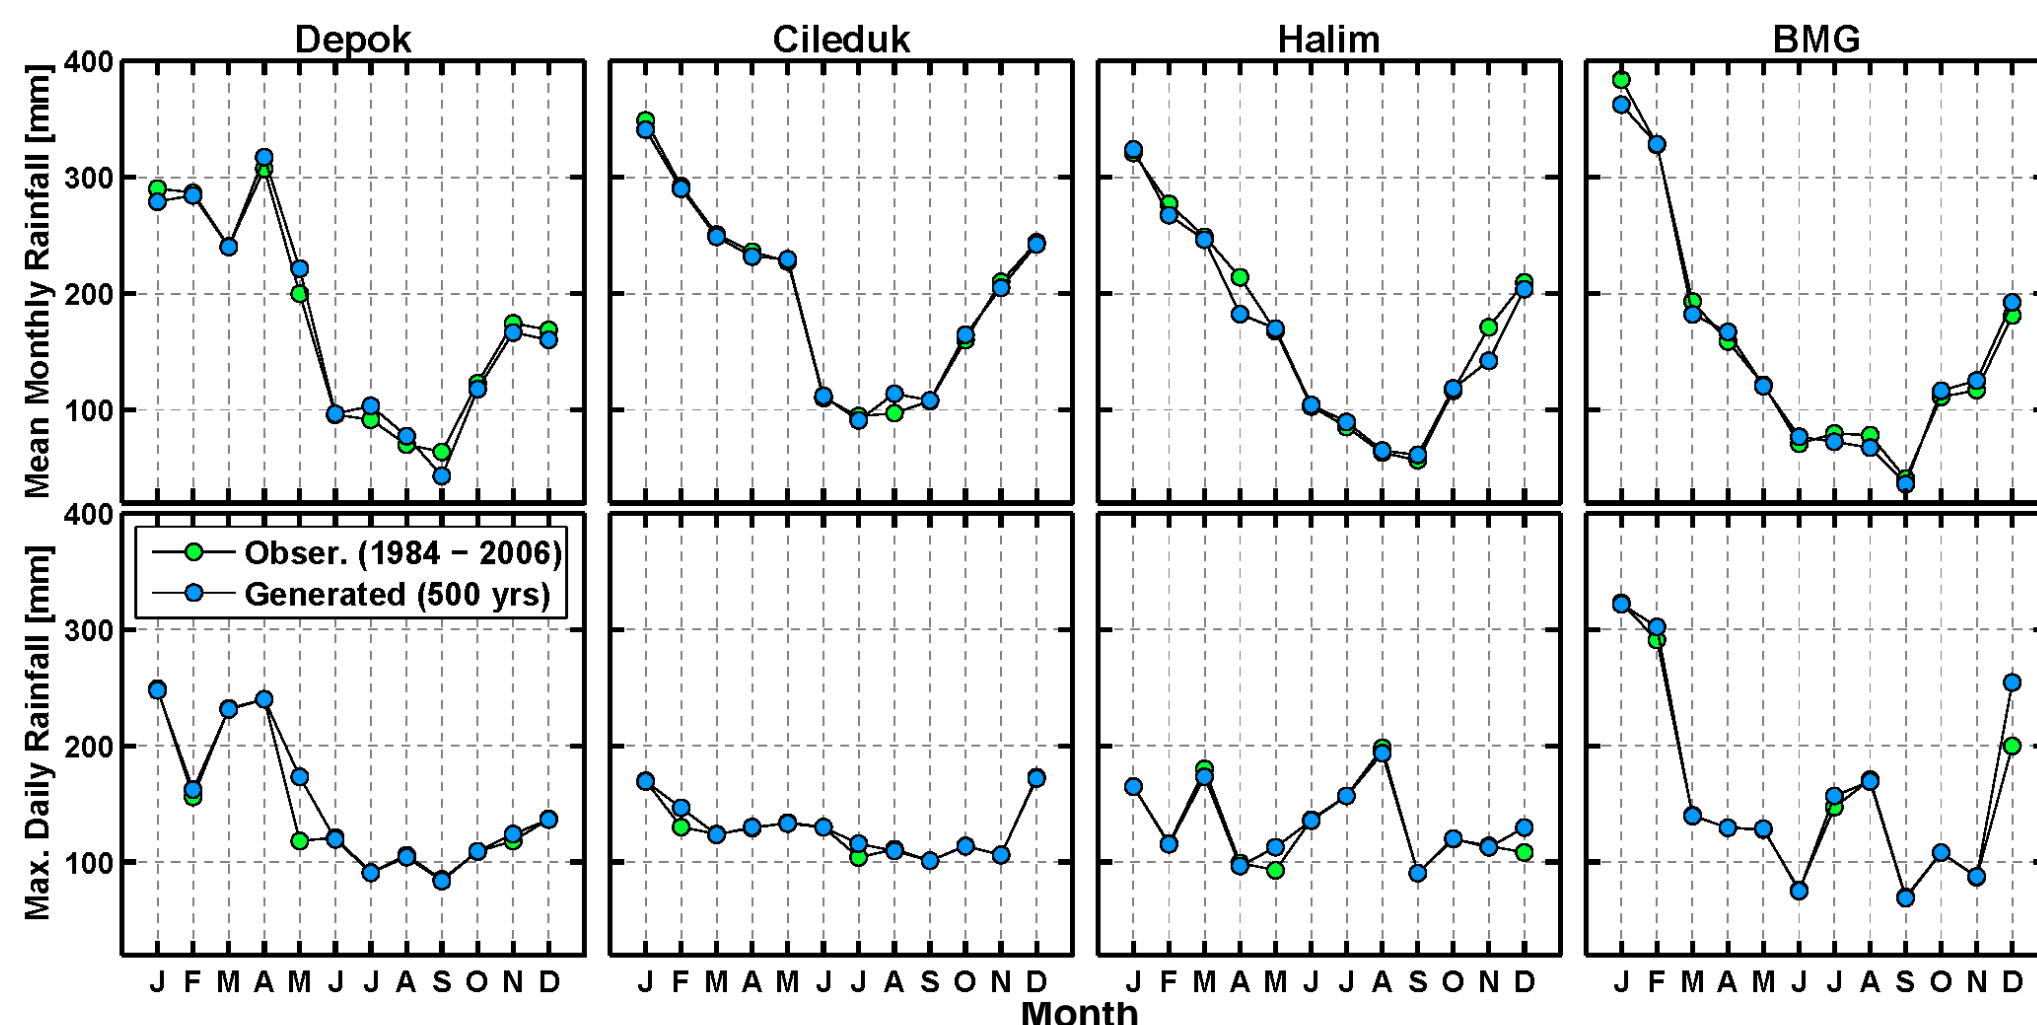 Depok Cileduk Halim BMG
Mean Monthly Rainfall [mm]
400
300
200
100
Max. Daily Rainfall [mm]
400
300
200
100
Obser. (1984 − 2006)
Generated (500 yrs)
J F M A M J J A S O N D J F M A M J J A S O N D J F M A M J J A S O N D J F M A M J J A S O N D
Month